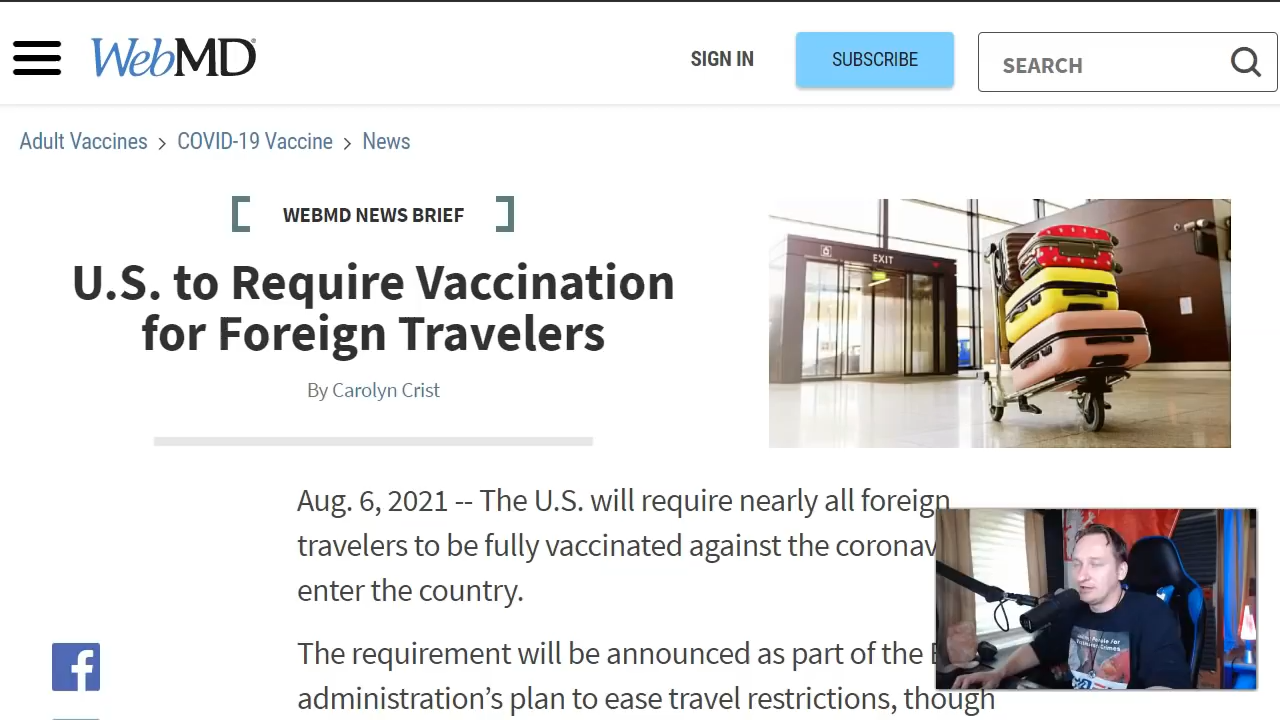 WebMD
SIGN IN
SUBSCRIBE
SEARCH
Adult Vaccines > COVID-19 Vaccine > News
WEBMD NEWS BRIEF
U.S. to Require Vaccination
for Foreign Travelers
By Carolyn Crist
EXIT
Aug. 6, 2021 -- The U.S. will require nearly all foreign
travelers to be fully vaccinated against the
enter the country.
The requirement will be announced as part of the
administration's plan to ease travel restrictions, though